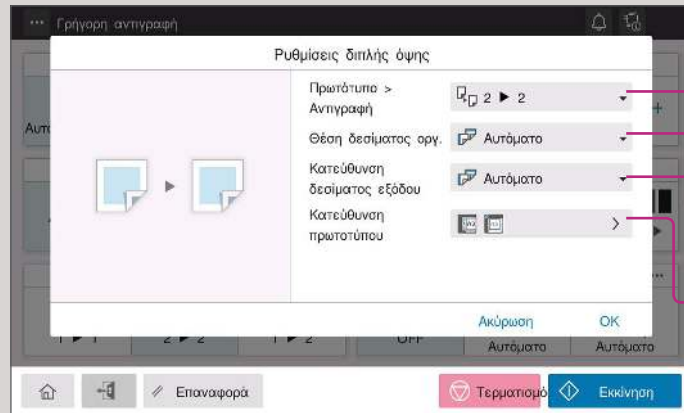 Γρήγορη αντιγραφή
Ρυθμίσεις διπλής όψης
Πρωτότυπο >
Αντιγραφή
2 ▶ 2
Θέση δεσίματος οργ.
Αυτόματο
Κατεύθυνση
δεσίματος εξόδου
Αυτόματο
Κατεύθυνση
πρωτοτύπου
Ακύρωση
OK
1 ▶ 1
2 ▶ 2
1 ▶ 2
OFF
Αυτόματο
Αυτόματο
Επαναφορά
Τερματισμό
Εκκίνηση